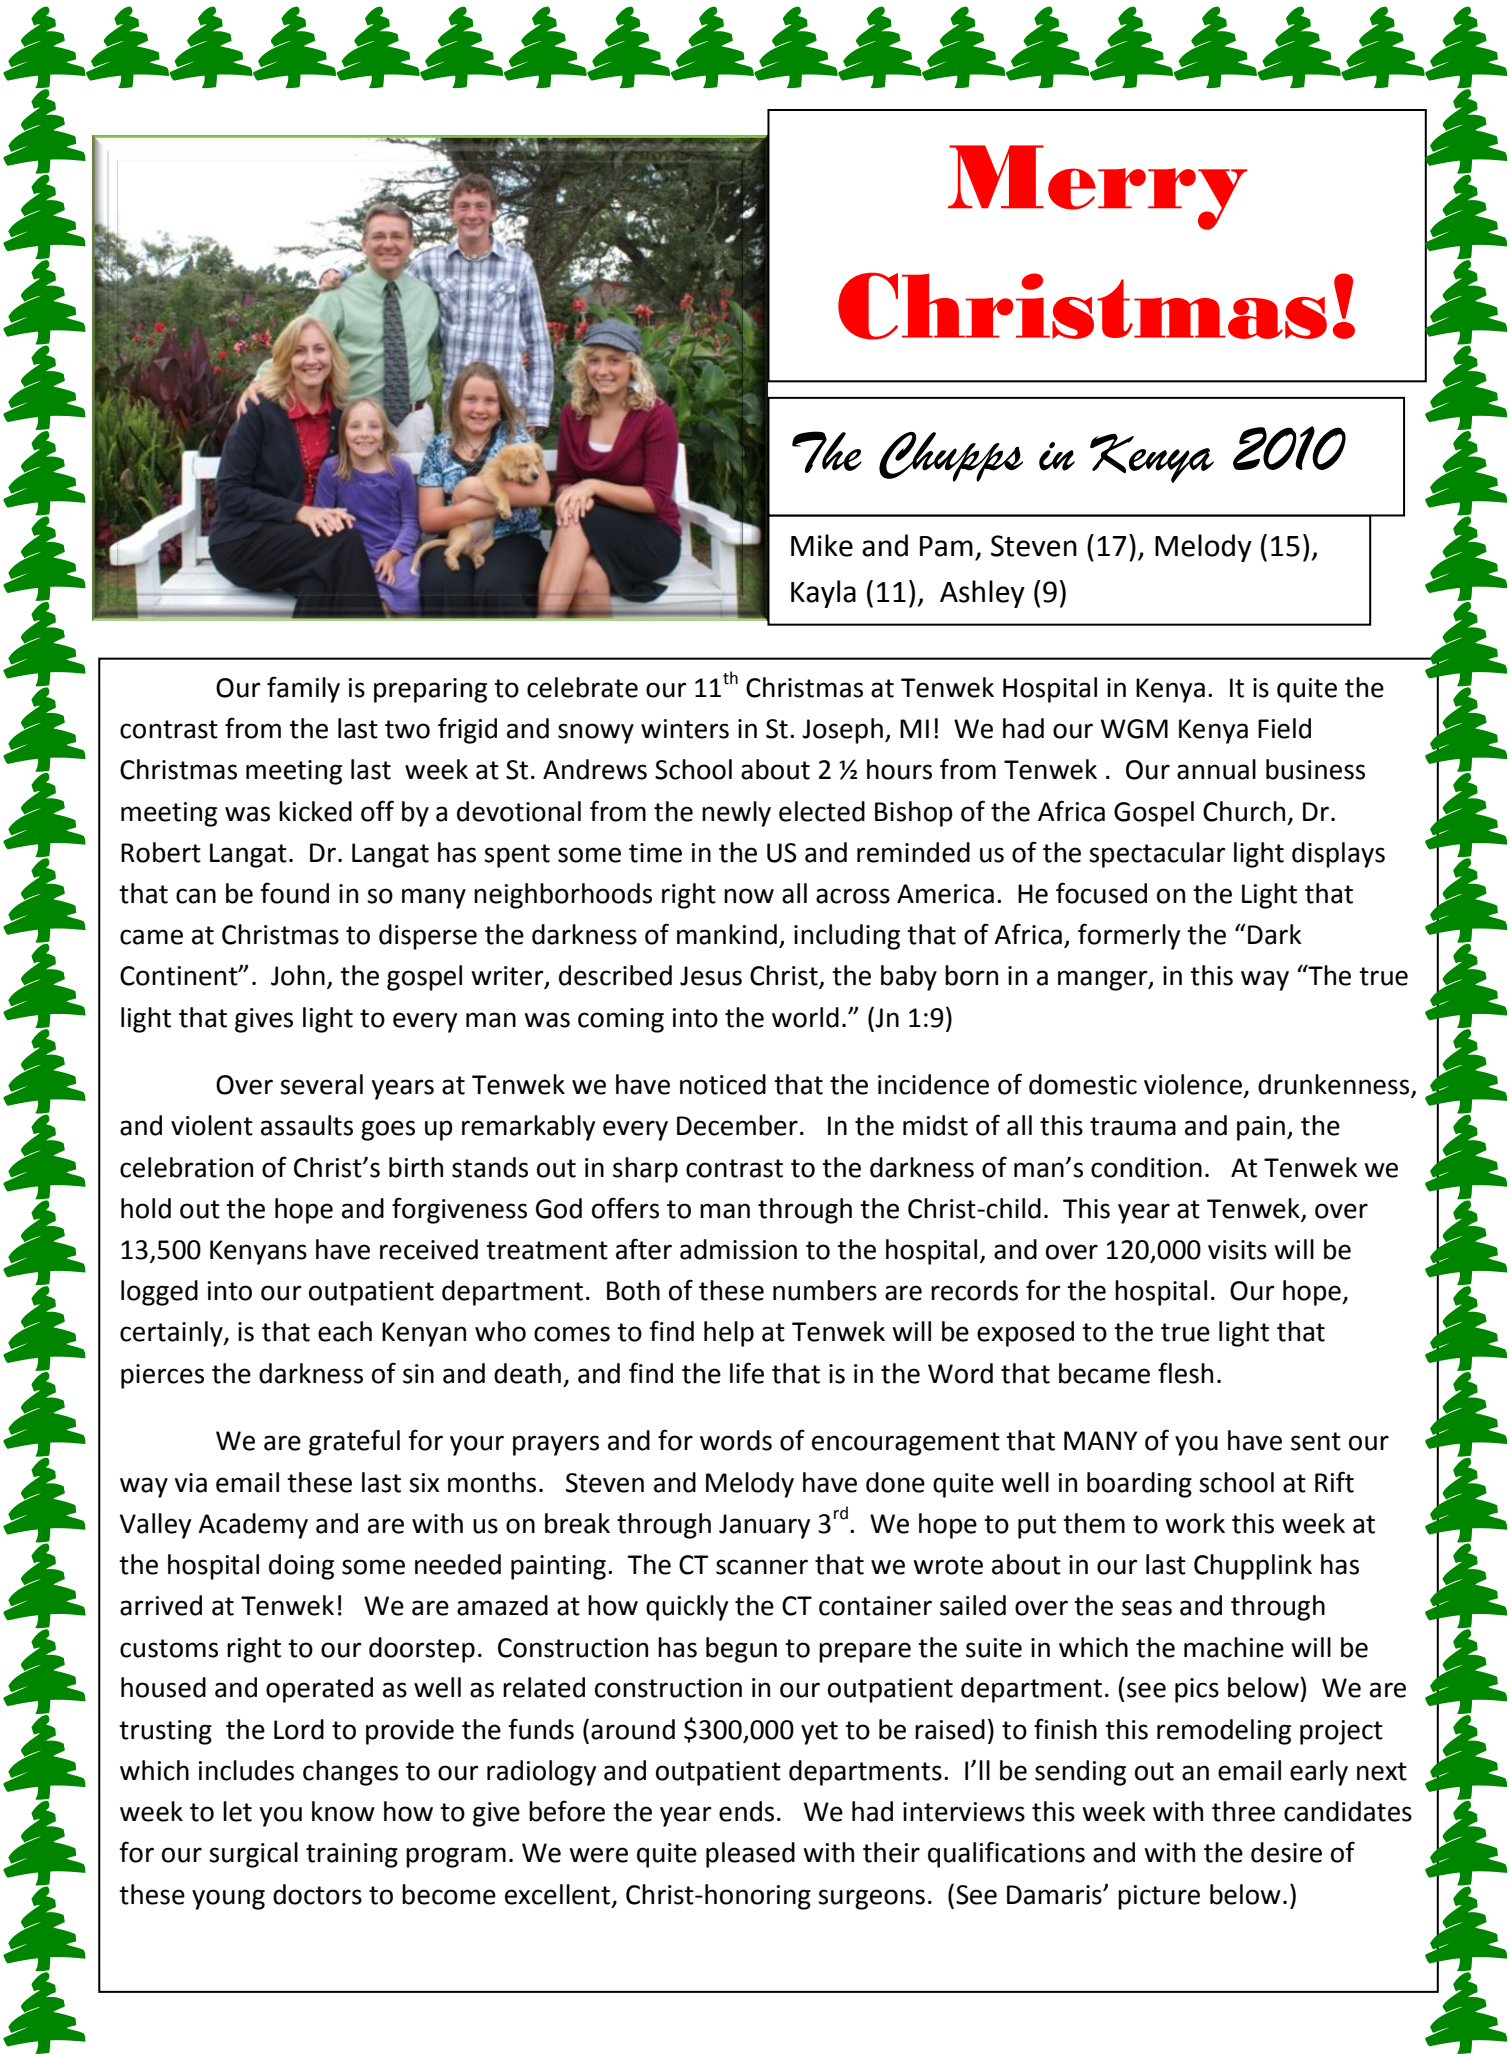 Merry
Christmas!
The Chupps in Kenya 2010
Mike and Pam, Steven (17), Melody (15),
Kayla (11),  Ashley (9)
Our family is preparing to celebrate our 11th Christmas at Tenwek Hospital in Kenya.  It is quite the
contrast from the last two frigid and snowy winters in St. Joseph, MI!  We had our WGM Kenya Field
Christmas meeting last  week at St. Andrews School about 2 ½ hours from Tenwek .  Our annual business
meeting was kicked off by a devotional from the newly elected Bishop of the Africa Gospel Church, Dr.
Robert Langat.  Dr. Langat has spent some time in the US and reminded us of the spectacular light displays
that can be found in so many neighborhoods right now all across America.  He focused on the Light that
came at Christmas to disperse the darkness of mankind, including that of Africa, formerly the “Dark
Continent”.  John, the gospel writer, described Jesus Christ, the baby born in a manger, in this way “The true
light that gives light to every man was coming into the world.” (Jn 1:9)
Over several years at Tenwek we have noticed that the incidence of domestic violence, drunkenness,
and violent assaults goes up remarkably every December.   In the midst of all this trauma and pain, the
celebration of Christ’s birth stands out in sharp contrast to the darkness of man’s condition.   At Tenwek we
hold out the hope and forgiveness God offers to man through the Christ-child.  This year at Tenwek, over
13,500 Kenyans have received treatment after admission to the hospital, and over 120,000 visits will be
logged into our outpatient department.  Both of these numbers are records for the hospital.  Our hope,
certainly, is that each Kenyan who comes to find help at Tenwek will be exposed to the true light that
pierces the darkness of sin and death, and find the life that is in the Word that became flesh.
We are grateful for your prayers and for words of encouragement that MANY of you have sent our
way via email these last six months.   Steven and Melody have done quite well in boarding school at Rift
Valley Academy and are with us on break through January 3rd.  We hope to put them to work this week at
the hospital doing some needed painting.  The CT scanner that we wrote about in our last Chupplink has
arrived at Tenwek!   We are amazed at how quickly the CT container sailed over the seas and through
customs right to our doorstep.  Construction has begun to prepare the suite in which the machine will be
housed and operated as well as related construction in our outpatient department. (see pics below)  We are
trusting  the Lord to provide the funds (around $300,000 yet to be raised) to finish this remodeling project
which includes changes to our radiology and outpatient departments.  I’ll be sending out an email early next
week to let you know how to give before the year ends.   We had interviews this week with three candidates
for our surgical training program. We were quite pleased with their qualifications and with the desire of
these young doctors to become excellent, Christ-honoring surgeons.  (See Damaris’ picture below.)